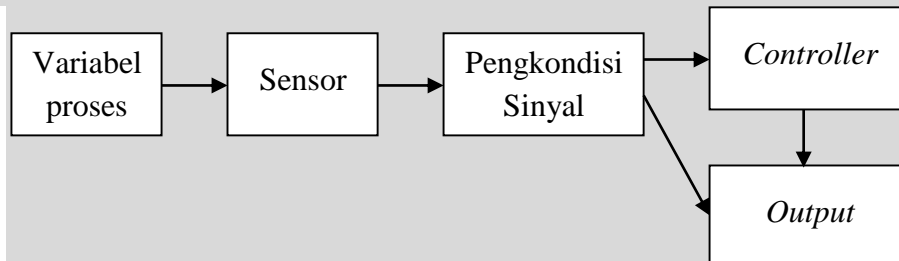 Variabel
proses
Sensor
Pengkondisi
Sinyal
Controller
Output